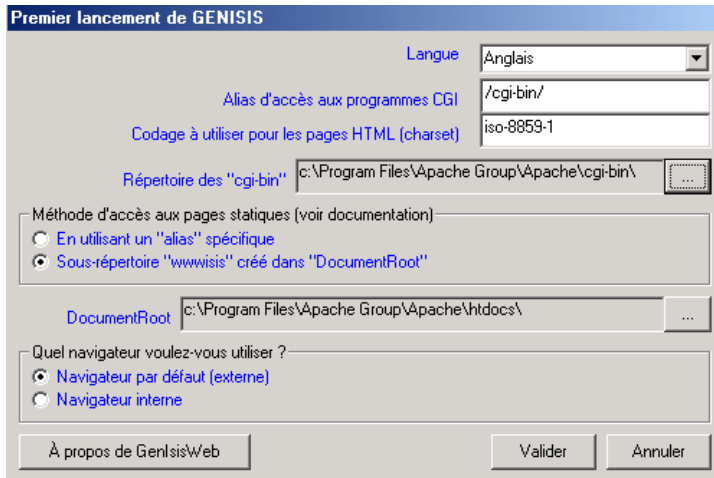 Premier lancement de GENISIS
Langue Anglais
Alias d'accès aux programmes CGI /cgi-bin/
Codage à utiliser pour les pages HTML (charset) iso-8859-1
Répertoire des "cgi-bin" c:\Program Files\Apache Group\Apache\cgi-bin\ ...
Méthode d'accès aux pages statiques (voir documentation)
En utilisant un "alias" spécifique
Sous-répertoire "wwwisis" créé dans "DocumentRoot"
DocumentRoot c:\Program Files\Apache Group\Apache\htdocs\ ...
Quel navigateur voulez-vous utiliser ?
Navigateur par défaut (externe)
Navigateur interne
À propos de GenIsisWeb Valider Annuler